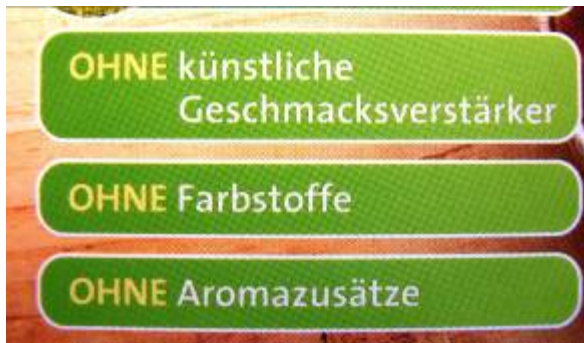 OHNE künstliche
Geschmacksverstärker
OHNE Farbstoffe
OHNE Aromazusätze